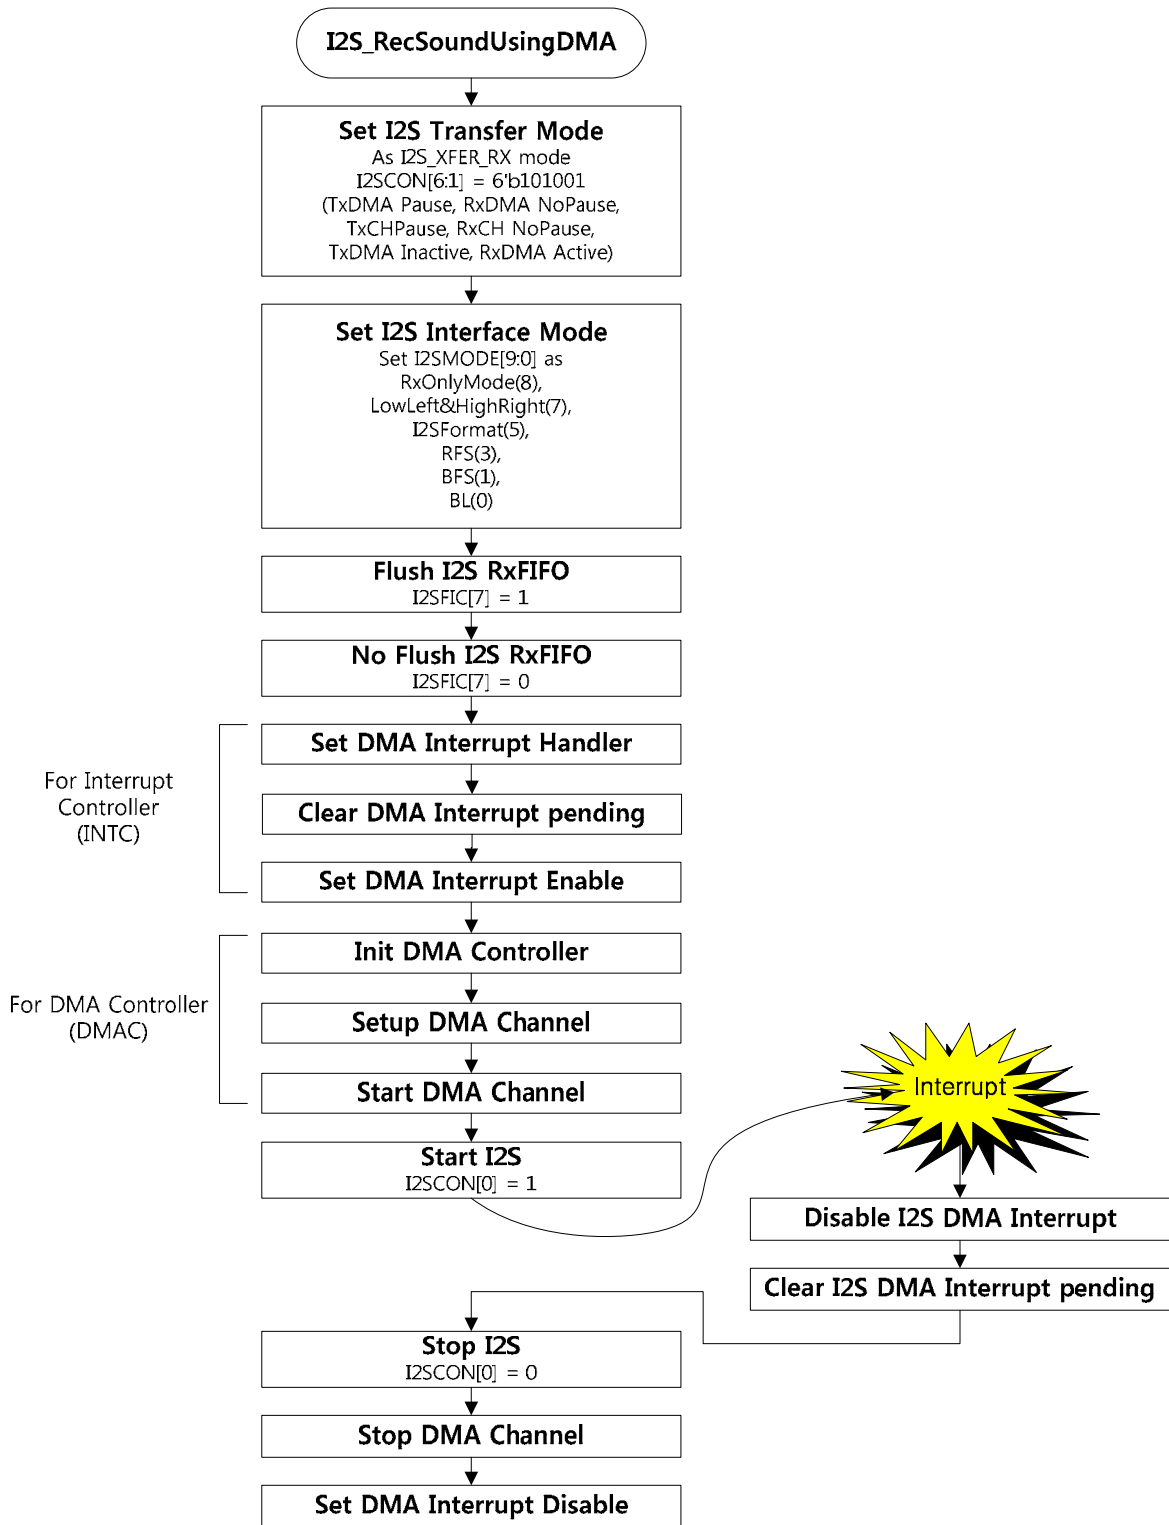 I2S_RecSoundUsingDMA
Set I2S Transfer Mode
As I2S_XFER_RX mode
I2SCON[6:1] = 6'b101001
(TxDMA Pause, RxDMA NoPause,
TxCHPause, RxCH NoPause,
TxDMA Inactive, RxDMA Active)
Set I2S Interface Mode
Set I2SMODE[9:0] as
RxOnlyMode(8),
LowLeft&HighRight(7),
I2SFormat(5),
RFS(3),
BFS(1),
BL(0)
Flush I2S RxFIFO
I2SFIC[7] = 1
No Flush I2S RxFIFO
I2SFIC[7] = 0
For Interrupt
Controller
(INTC)
Set DMA Interrupt Handler
Clear DMA Interrupt pending
Set DMA Interrupt Enable
For DMA Controller
(DMAC)
Init DMA Controller
Setup DMA Channel
Start DMA Channel
Start I2S
I2SCON[0] = 1
Interrupt
Disable I2S DMA Interrupt
Clear I2S DMA Interrupt pending
Stop I2S
I2SCON[0] = 0
Stop DMA Channel
Set DMA Interrupt Disable